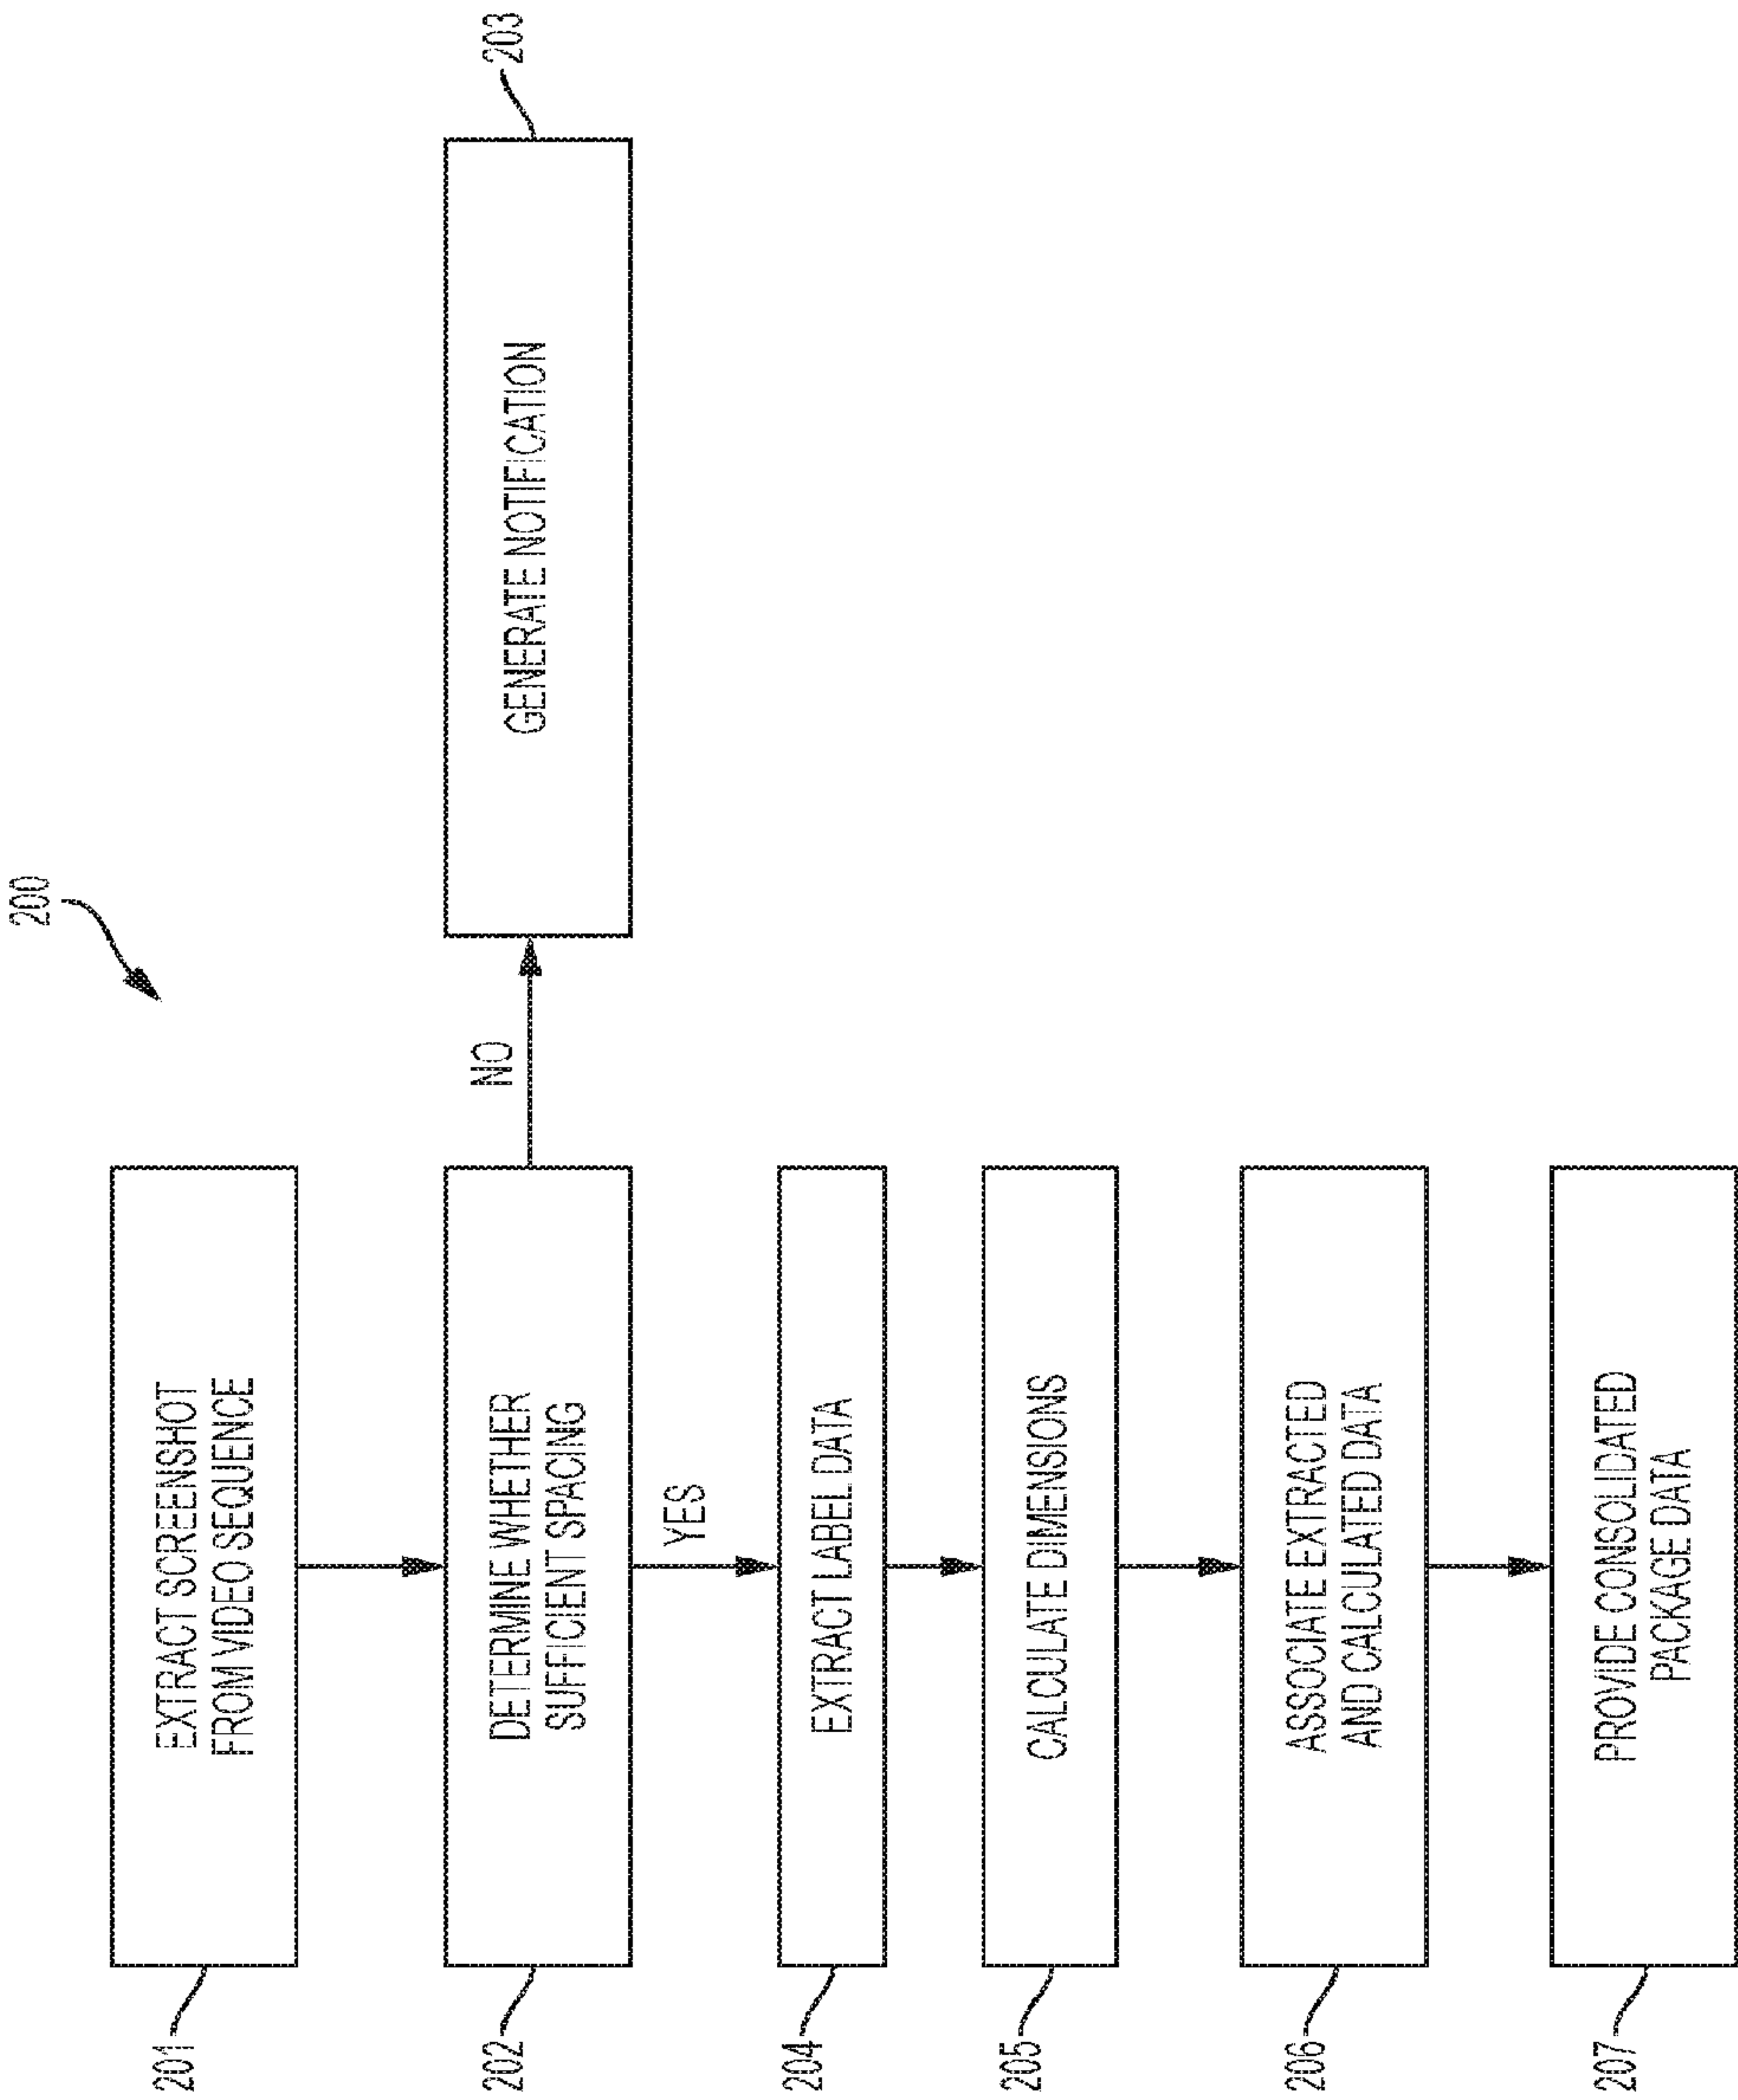 200
201
EXTRACT SCREENSHOT
FROM VIDEO SEQUENCE
202
DETERMINE WHETHER
SUFFICIENT SPACING
NO
GENERATE NOTIFICATION
203
YES
204
EXTRACT LABEL DATA
205
CALCULATE DIMENSIONS
206
ASSOCIATE EXTRACTED
AND CALCULATED DATA
207
PROVIDE CONSOLIDATED
PACKAGE DATA